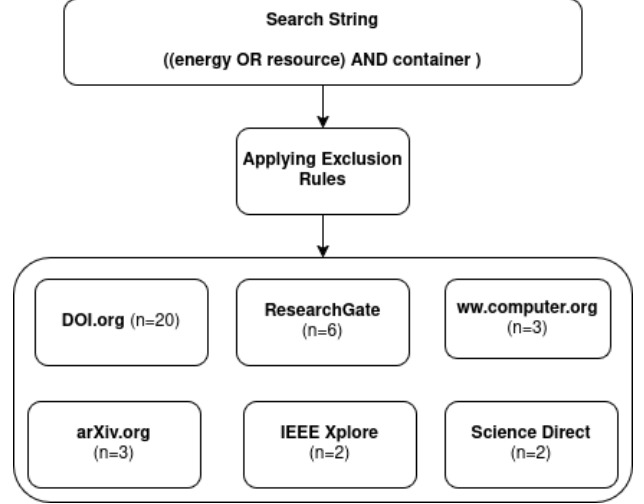 Search String
((energy OR resource) AND container )
Applying Exclusion
Rules
DOI.org (n=20)
ResearchGate
(n=6)
ww.computer.org
(n=3)
arXiv.org
(n=3)
IEEE Xplore
(n=2)
Science Direct
(n=2)